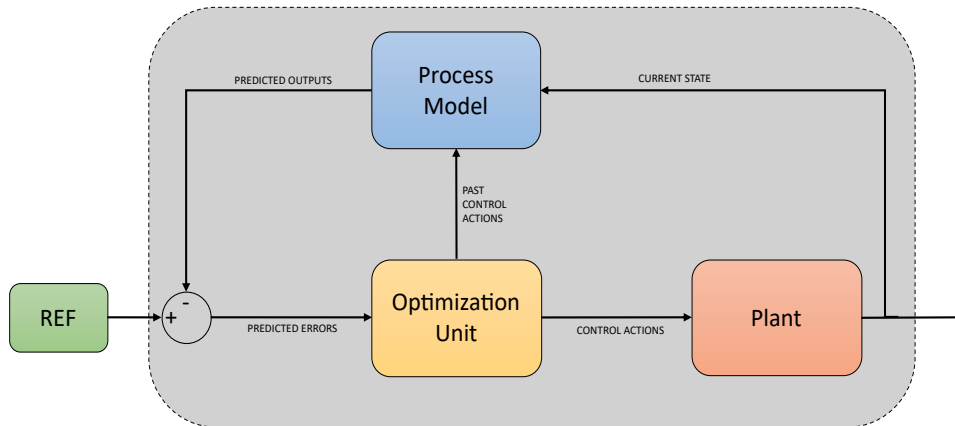 Process
Model
PREDICTED OUTPUTS
CURRENT STATE
PAST
CONTROL
ACTIONS
REF
+
-
PREDICTED ERRORS
Optimization
Unit
CONTROL ACTIONS
Plant